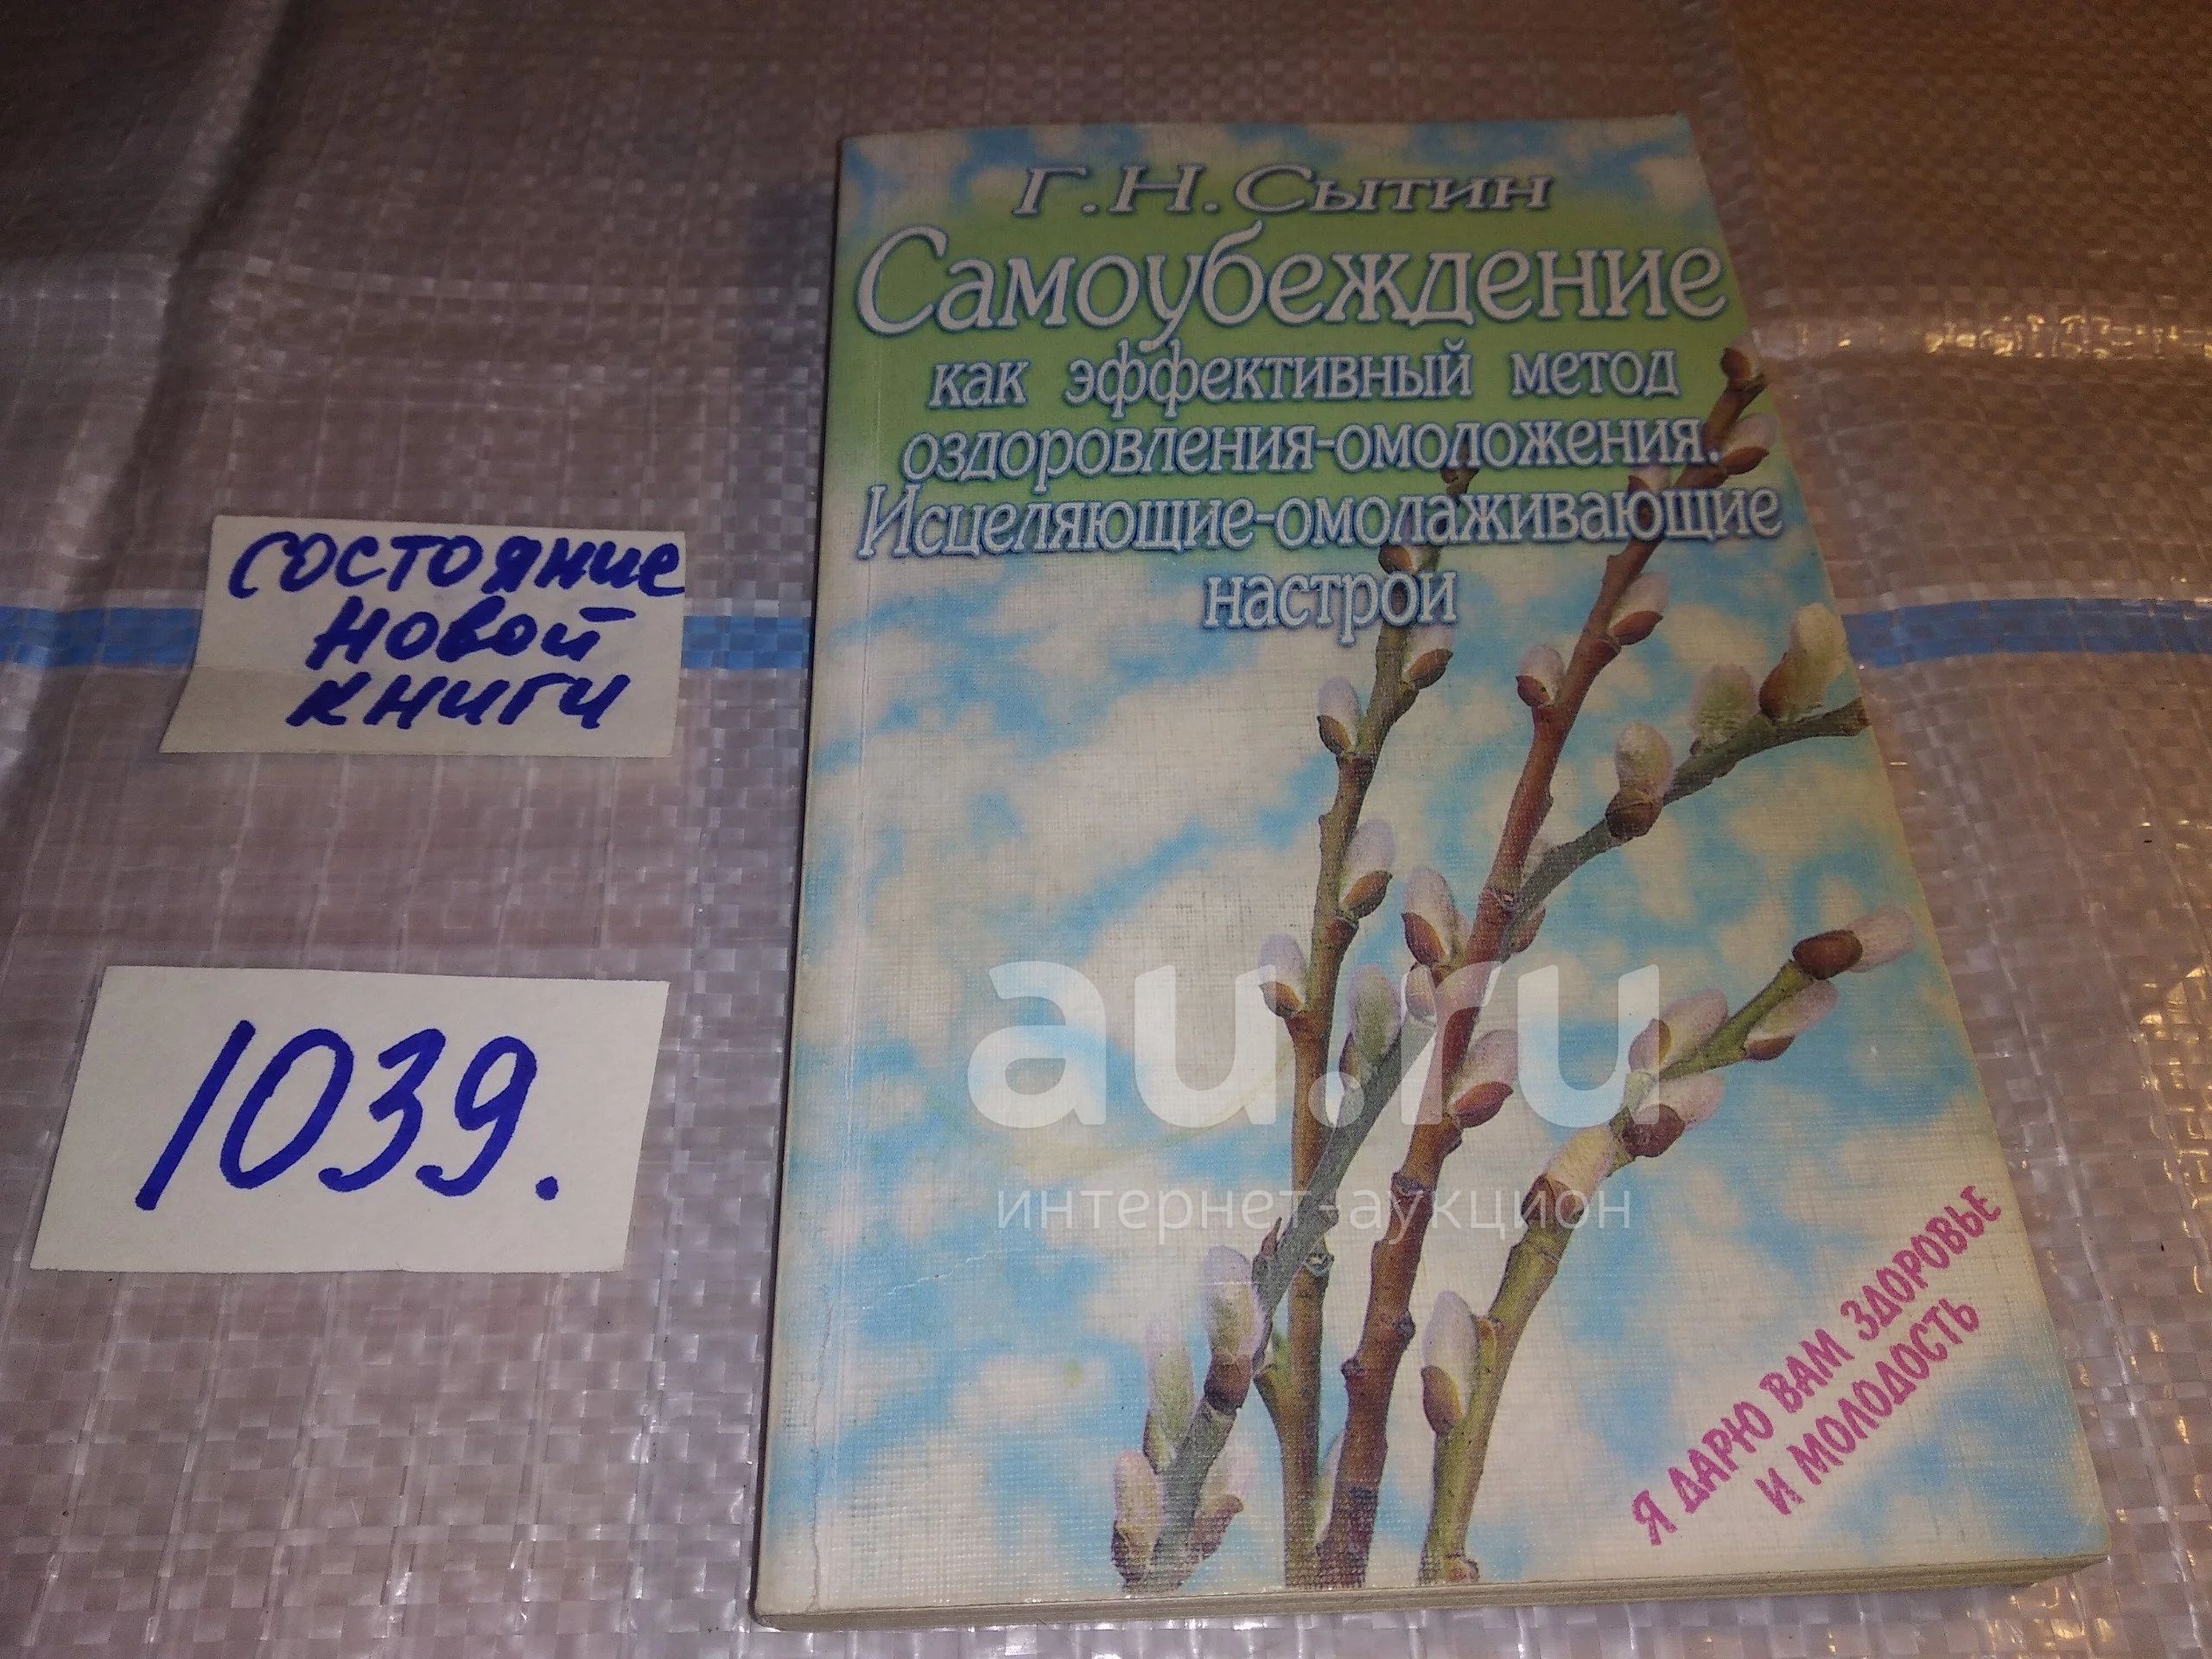 Г.Н.Сытин
Самоубеждение
как эффективный метод
оздоровления-омоложения.
Исцеляющие-омолаживающие
настрои
состояние
новой
книги
1039.
au.ru
интернет-аукцион
Я ДАРЮ ВАМ ЗДОРОВЬЕ
И МОЛОДОСТЬ